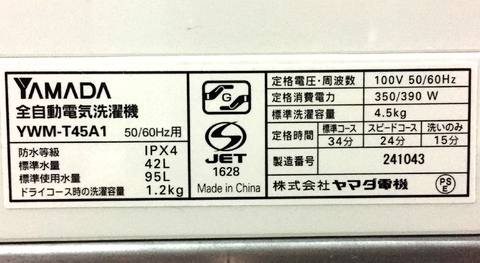 YAMADA
全自動電気洗濯機
YWM-T45A1 50/60Hz用
防水等級 IPX4
標準水量 42L
標準使用水量 95L
ドライコース時の洗濯容量 1.2kg
G
S
JET
1628
Made in China
定格電圧・周波数 100V 50/60Hz
定格消費電力 350/390 W
標準洗濯容量 4.5kg
定格時間 標準コース スピードコース 洗いのみ
34分 24分 15分
製造番号 241043
株式会社 ヤマダ電機 PSE